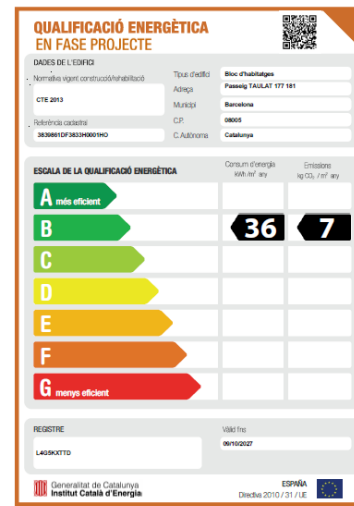 QUALIFICACIÓ ENERGÈTICA
EN FASE PROJECTE
DADES DE L'EDIFICI
Normativa vigent construcció/rehabilitació
CTE 2013
Referència cadastral
3839861DF3833H0001HO
Tipus d'edifici Bloc d'habitatges
Adreça Passeig TAULAT 177 181
Municipi Barcelona
C.P. 08005
C.Autònoma Catalunya
ESCALA DE LA QUALIFICACIÓ ENERGÈTICA
Consum d'energia
kWh /m² any
Emissions
kg CO₂ / m² any
A més eficient
B 36 7
C
D
E
F
G menys eficient
REGISTRE
L4G5KXTTD
Vàlid fins
09/10/2027
Generalitat de Catalunya
Institut Català d'Energia
ESPAÑA
Directiva 2010 / 31 / UE